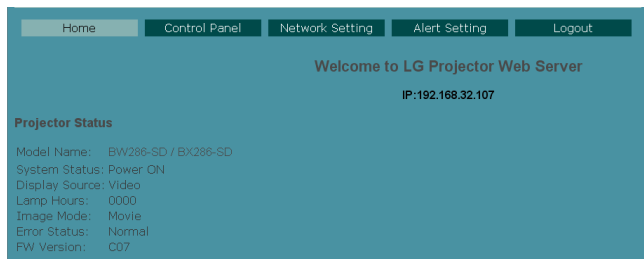 Home Control Panel Network Setting Alert Setting Logout
Welcome to LG Projector Web Server
IP:192.168.32.107
Projector Status
Model Name: BW286-SD / BX286-SD
System Status: Power ON
Display Source: Video
Lamp Hours: 0000
Image Mode: Movie
Error Status: Normal
FW Version: C07